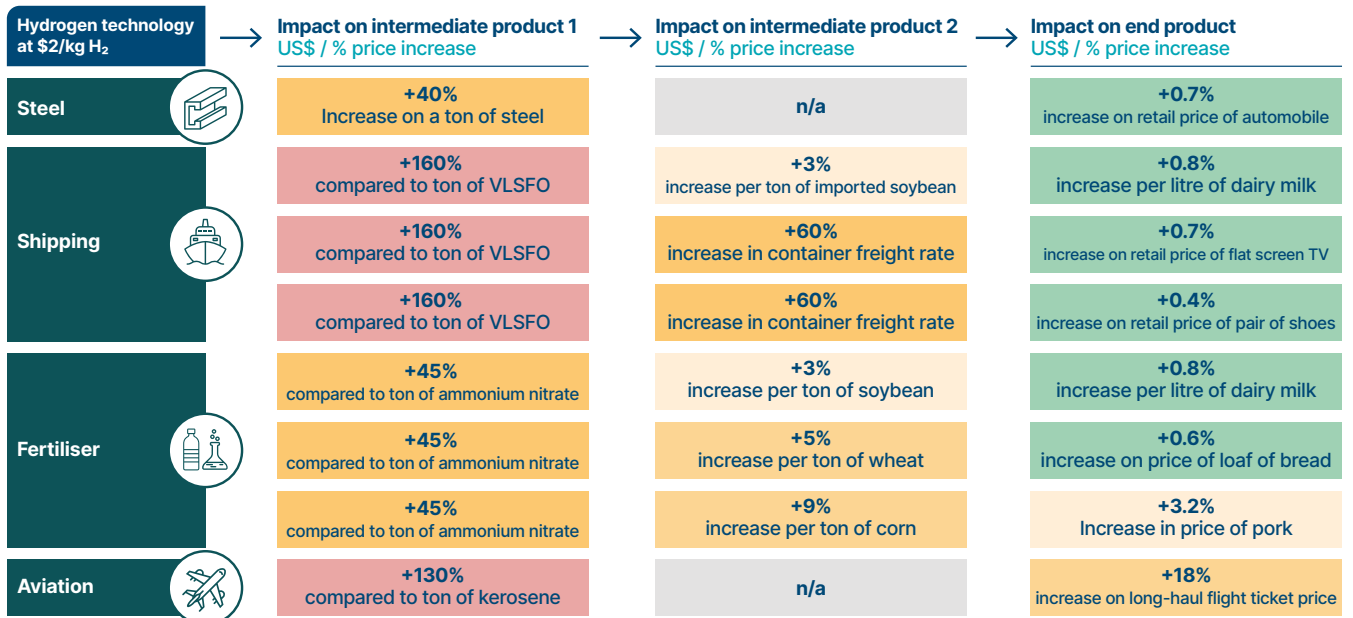 Hydrogen technology
at $2/kg H₂
Impact on intermediate product 1
US$ / % price increase
Impact on intermediate product 2
US$ / % price increase
Impact on end product
US$ / % price increase
Steel
+40%
Increase on a ton of steel
n/a
+0.7%
increase on retail price of automobile
Shipping
+160%
compared to ton of VLSFO
+3%
increase per ton of imported soybean
+0.8%
increase per litre of dairy milk
+160%
compared to ton of VLSFO
+60%
increase in container freight rate
+0.7%
increase on retail price of flat screen TV
+160%
compared to ton of VLSFO
+60%
increase in container freight rate
+0.4%
increase on retail price of pair of shoes
Fertiliser
+45%
compared to ton of ammonium nitrate
+3%
increase per ton of soybean
+0.8%
increase per litre of dairy milk
+45%
compared to ton of ammonium nitrate
+5%
increase per ton of wheat
+0.6%
increase on price of loaf of bread
+45%
compared to ton of ammonium nitrate
+9%
increase per ton of corn
+3.2%
Increase in price of pork
Aviation
+130%
compared to ton of kerosene
n/a
+18%
increase on long-haul flight ticket price